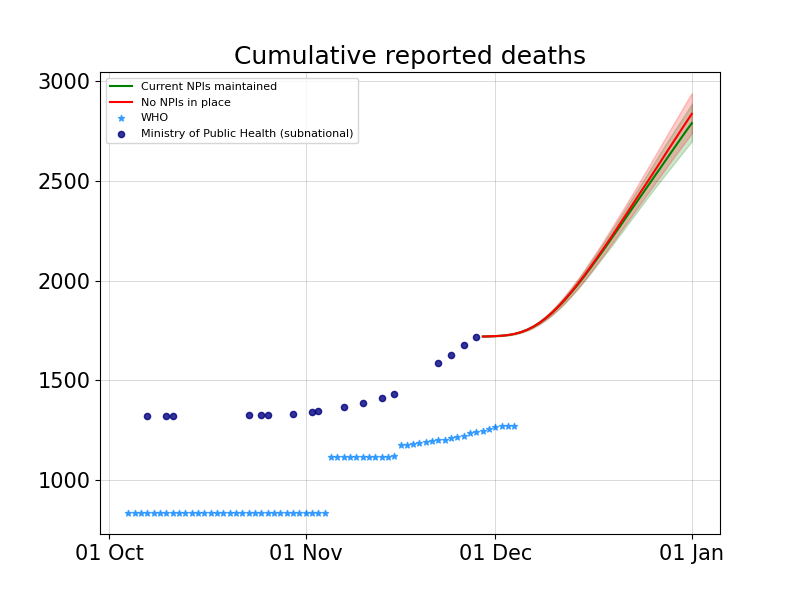 Cumulative reported deaths
Current NPIs maintained
No NPIs in place
WHO
Ministry of Public Health (subnational)
3000
2500
2000
1500
1000
01 Oct
01 Nov
01 Dec
01 Jan